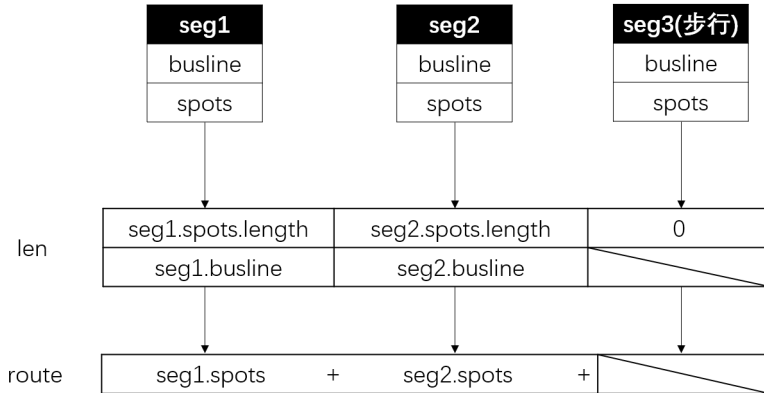 seg1 seg2 seg3(步行)
busline busline busline
spots spots spots
len
seg1.spots.length seg2.spots.length 0
seg1.busline seg2.busline
route seg1.spots + seg2.spots +